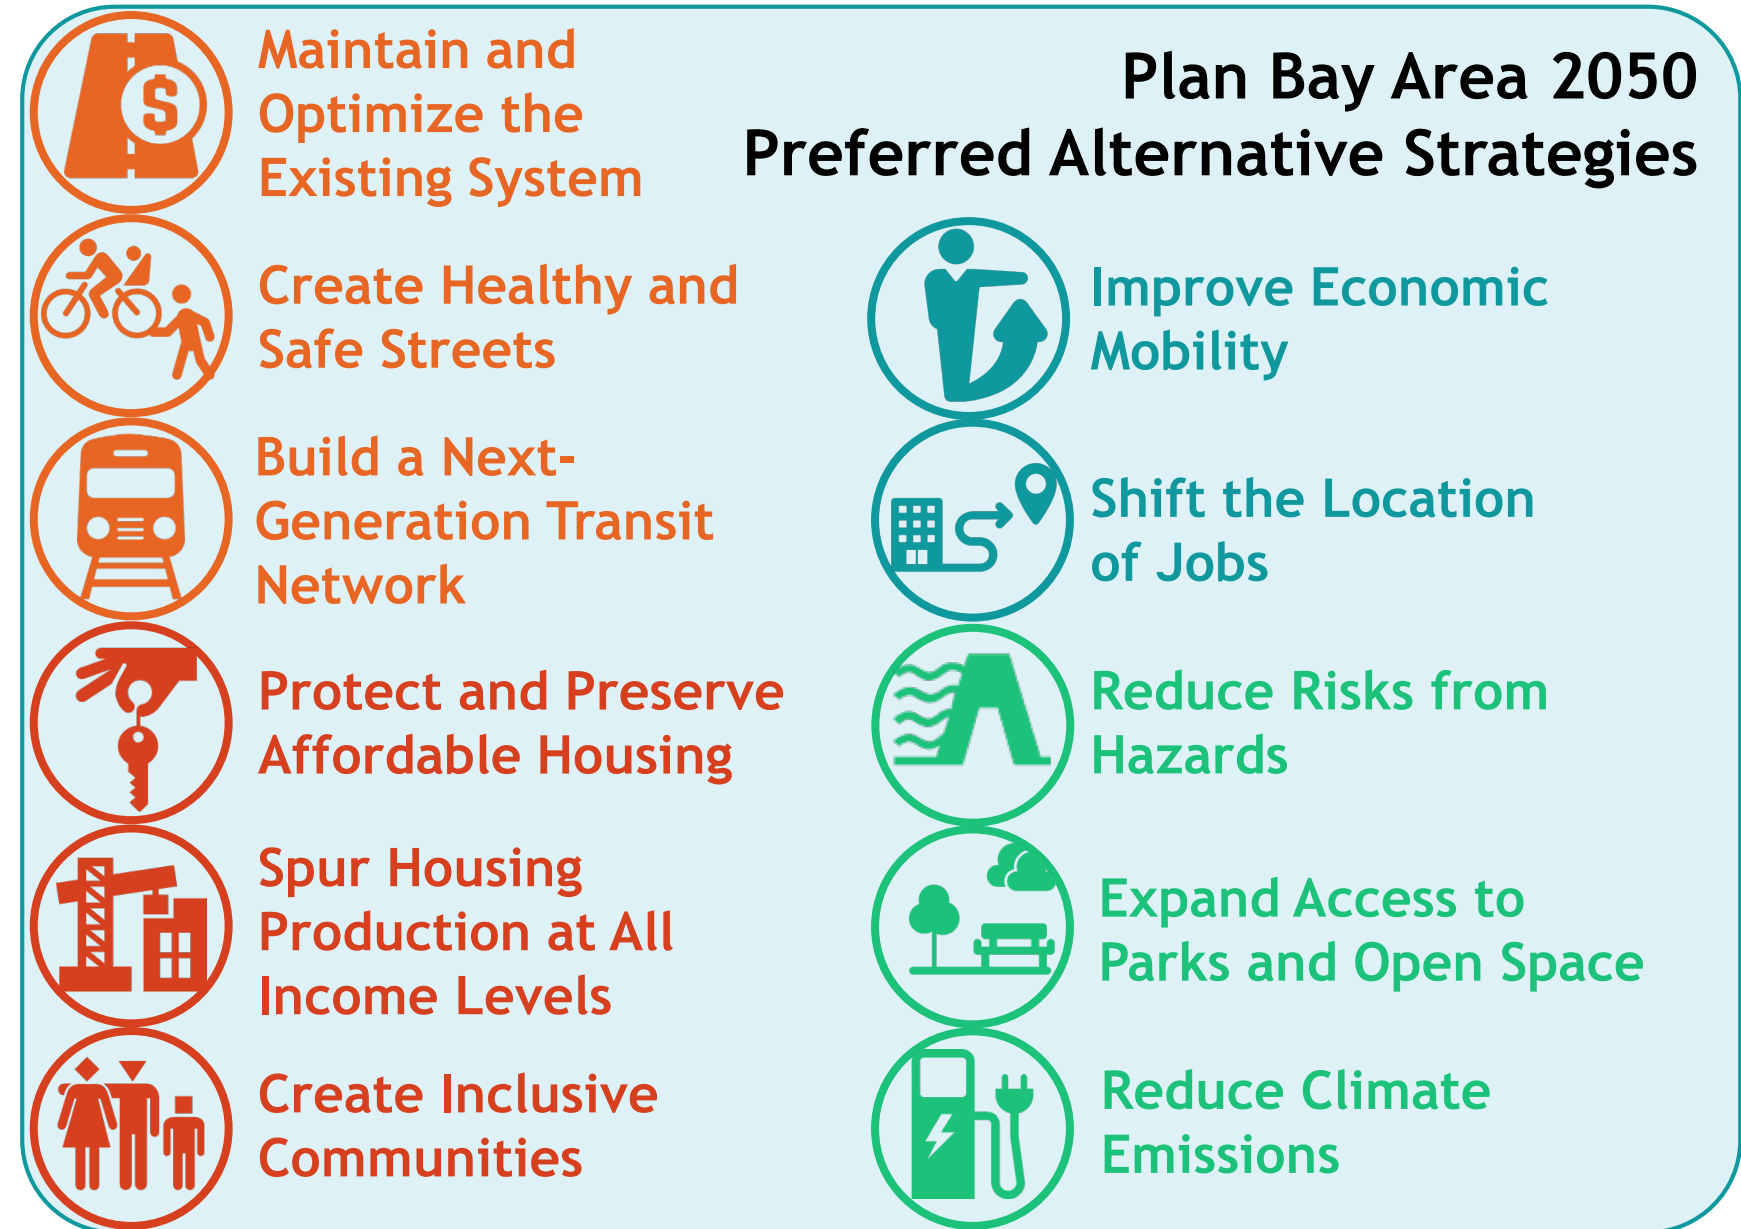 Plan Bay Area 2050
Preferred Alternative Strategies
Maintain and
Optimize the
Existing System
Create Healthy and
Safe Streets
Build a Next-
Generation Transit
Network
Protect and Preserve
Affordable Housing
Spur Housing
Production at All
Income Levels
Create Inclusive
Communities
Improve Economic
Mobility
Shift the Location
of Jobs
Reduce Risks from
Hazards
Expand Access to
Parks and Open Space
Reduce Climate
Emissions